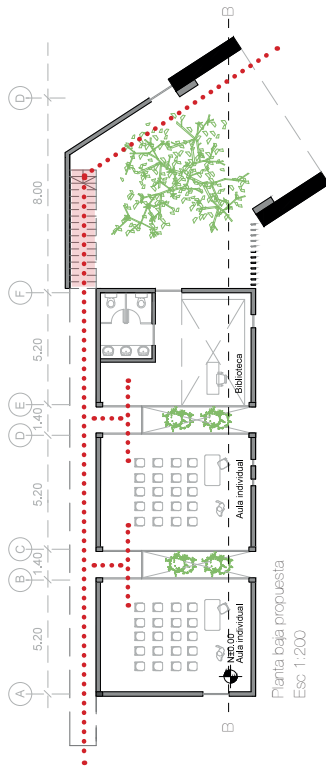 A B C D E F D
5.20 1.40 5.20 1.40 5.20 8.00
B B
N±0.00
Aula individual Aula individual Biblioteca
Planta baja propuesta
Esc 1:200